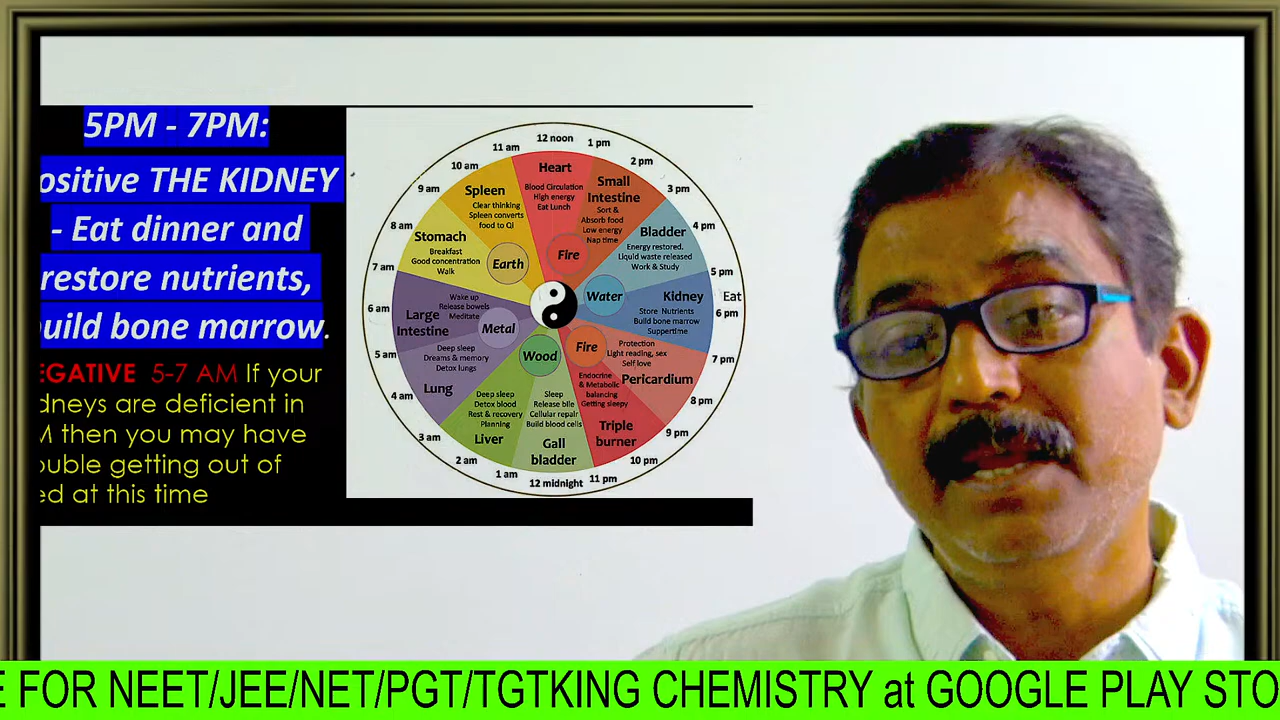 5PM - 7PM:
ositive THE KIDNEY
- Eat dinner and
restore nutrients,
uild bone marrow.
EGATIVE 5-7 AM If your
dneys are deficient in
M then you may have
ouble getting out of
ed at this time
12 noon
1 pm
2 pm
3 pm
4 pm
5 pm
Eat
6 pm
7 pm
8 pm
9 pm
10 pm
11 pm
12 midnight
1 am
2 am
3 am
4 am
5 am
6 am
7 am
8 am
9 am
10 am
11 am
Heart
Blood Circulation
High energy
Eat Lunch
Small
Intestine
Sort &
Absorb food
Low energy
Nap time
Fire
Bladder
Energy restored.
Liquid waste released
Work & Study
Water
Kidney
Store Nutrients
Build bone marrow
Suppertime
Protection
Light reading, sex
Self love
Pericardium
Fire
Endocrine
& Metabolic
balancing
Getting sleepy
Triple
burner
Sleep
Release bile
Cellular repair
Build blood cells
Gall
bladder
Wood
Deep sleep
Detox blood
Rest & recovery
Planning
Liver
Deep sleep
Dreams & memory
Detox lungs
Lung
Metal
Wake up
Release bowels
Meditate
Large
Intestine
Stomach
Breakfast
Good concentration
Walk
Earth
Spleen
Clear thinking
Spleen converts
food to QI
E FOR NEET/JEE/NET/PGT/TGTKING CHEMISTRY at GOOGLE PLAY STO